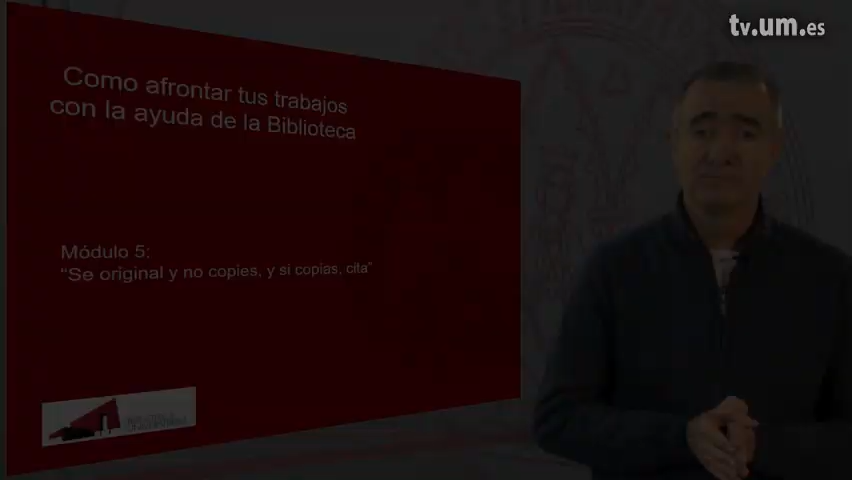 tv.um.es
Como afrontar tus trabajos
con la ayuda de la Biblioteca
Módulo 5:
“Se original y no copies, y si copias, cita”